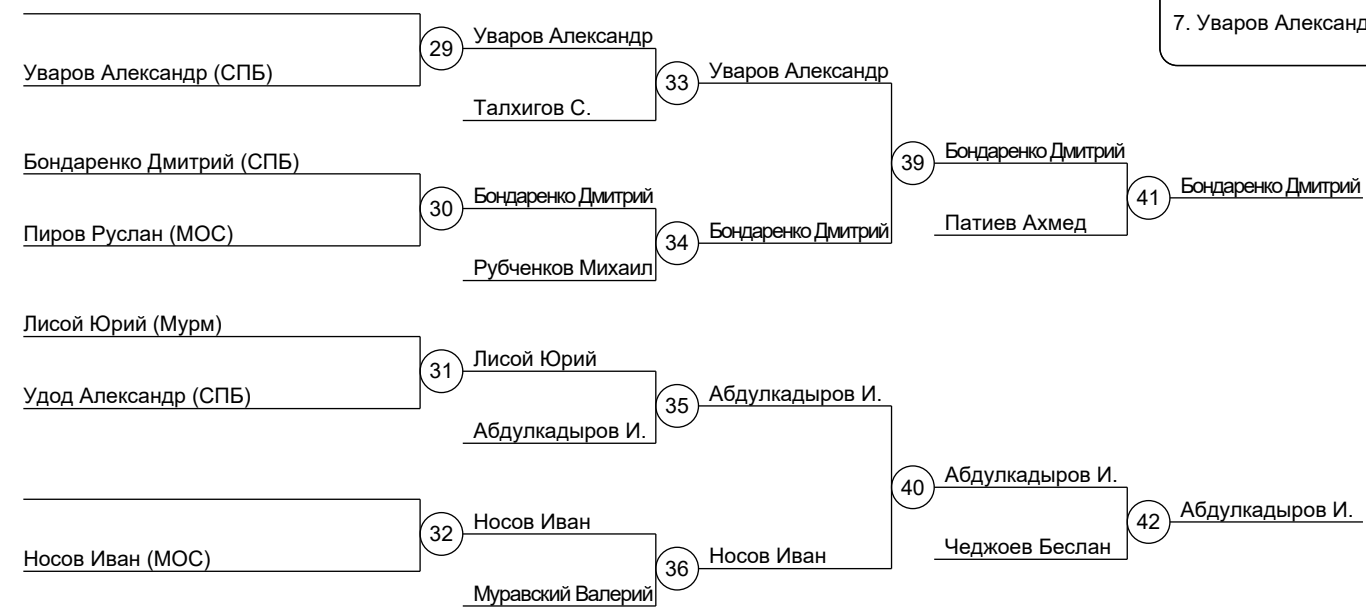 7. Уваров Александ
29
Уваров Александр
Уваров Александр (СПБ)
33
Уваров Александр
Талхигов С.
Бондаренко Дмитрий (СПБ)
39
Бондаренко Дмитрий
30
Бондаренко Дмитрий
41
Бондаренко Дмитрий
Пиров Руслан (МОС)
34
Бондаренко Дмитрий
Патиев Ахмед
Рубченков Михаил
Лисой Юрий (Мурм)
31
Лисой Юрий
Удод Александр (СПБ)
35
Абдулкадыров И.
Абдулкадыров И.
40
Абдулкадыров И.
32
Носов Иван
42
Абдулкадыров И.
Носов Иван (МОС)
36
Носов Иван
Чеджоев Беслан
Муравский Валерий